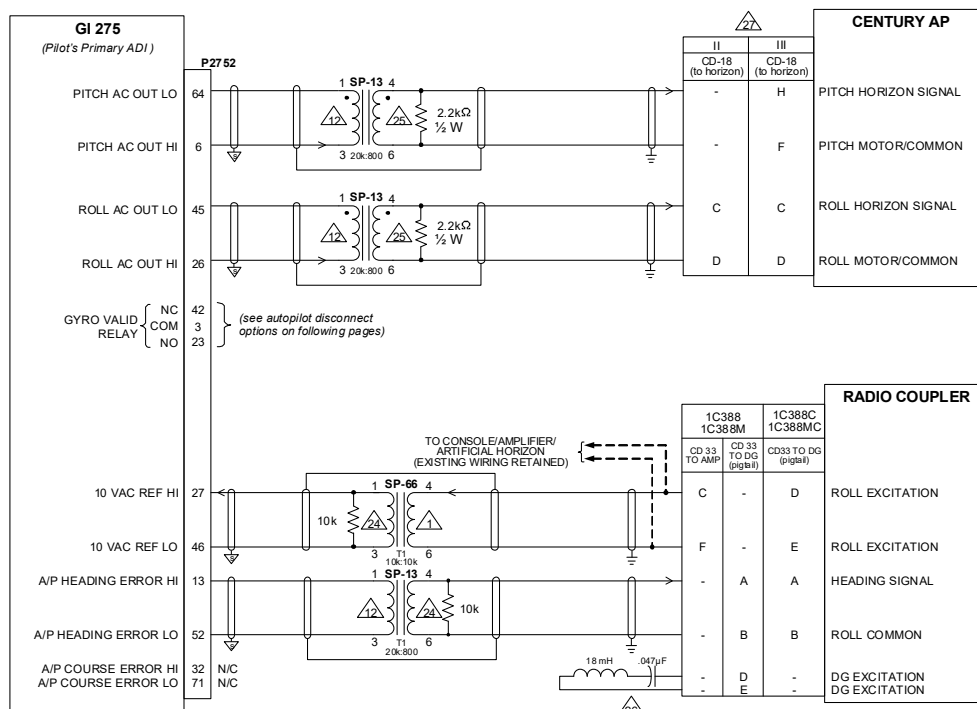 GI 275
(Pilot's Primary ADI )
P2752
CENTURY AP
27
II
III
CD-18
(to horizon)
CD-18
(to horizon)
PITCH AC OUT LO 64
1 SP-13 4
12
25
2.2kΩ
½ W
- H PITCH HORIZON SIGNAL
PITCH AC OUT HI 6
3 20k:800 6
- F PITCH MOTOR/COMMON
ROLL AC OUT LO 45
1 SP-13 4
12
25
2.2kΩ
½ W
C C ROLL HORIZON SIGNAL
ROLL AC OUT HI 26
3 20k:800 6
D D ROLL MOTOR/COMMON
GYRO VALID
RELAY
NC 42
COM 3
NO 23
(see autopilot disconnect
options on following pages)
RADIO COUPLER
1C388
1C388M
1C388C
1C388MC
CD 33
TO AMP
CD 33
TO DG
(pigtail)
CD33 TO DG
(pigtail)
TO CONSOLE/AMPLIFIER/
ARTIFICIAL HORIZON
(EXISTING WIRING RETAINED)
10 VAC REF HI 27
1 SP-66 4
10k
24
1
C - D ROLL EXCITATION
10 VAC REF LO 46
3 T1 6
10k:10k
F - E ROLL EXCITATION
A/P HEADING ERROR HI 13
1 SP-13 4
12
24
10k
- A A HEADING SIGNAL
A/P HEADING ERROR LO 52
3 T1 6
20k:800
- B B ROLL COMMON
A/P COURSE ERROR HI 32 N/C
A/P COURSE ERROR LO 71 N/C
18 mH
.047µF
- D - DG EXCITATION
- E - DG EXCITATION